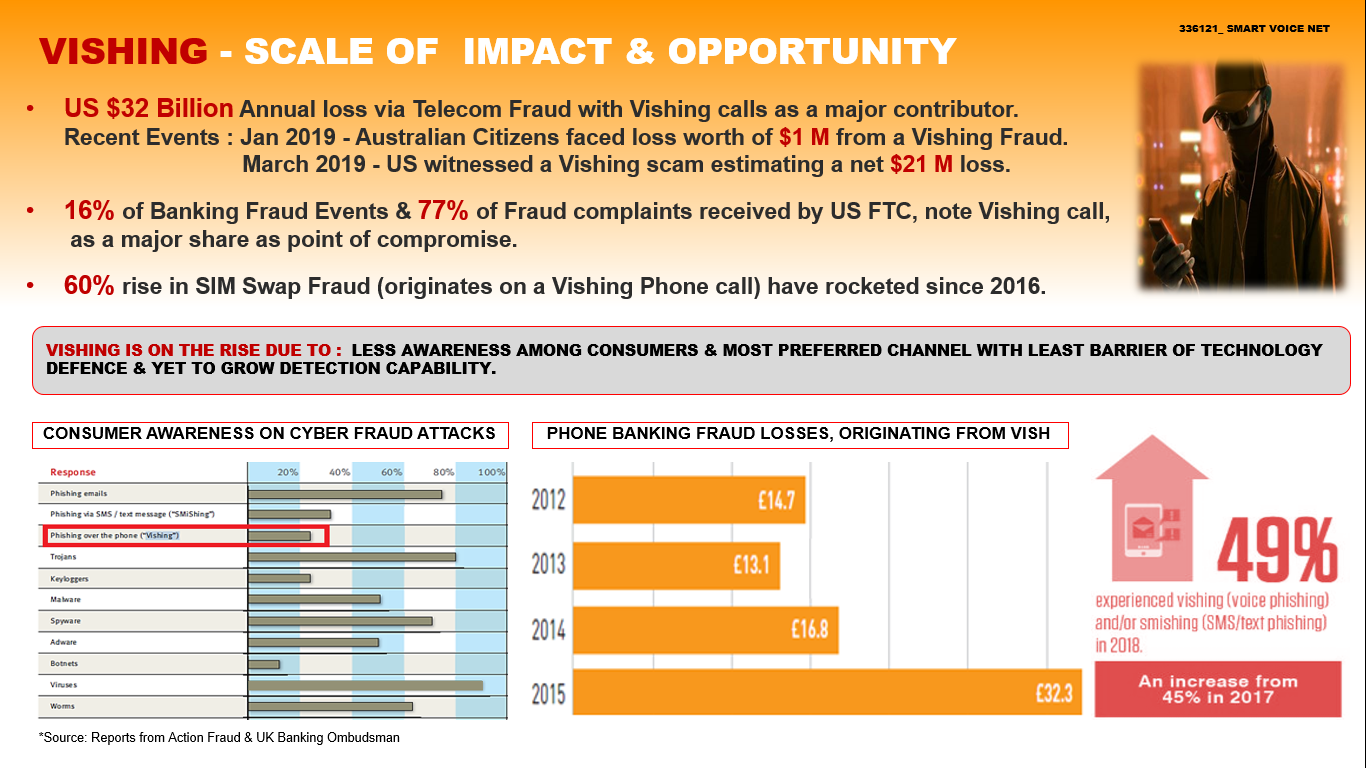 336121_ SMART VOICE NET
VISHING - SCALE OF IMPACT & OPPORTUNITY
• US $32 Billion Annual loss via Telecom Fraud with Vishing calls as a major contributor.
Recent Events : Jan 2019 - Australian Citizens faced loss worth of $1 M from a Vishing Fraud.
March 2019 - US witnessed a Vishing scam estimating a net $21 M loss.
• 16% of Banking Fraud Events & 77% of Fraud complaints received by US FTC, note Vishing call,
as a major share as point of compromise.
• 60% rise in SIM Swap Fraud (originates on a Vishing Phone call) have rocketed since 2016.
VISHING IS ON THE RISE DUE TO : LESS AWARENESS AMONG CONSUMERS & MOST PREFERRED CHANNEL WITH LEAST BARRIER OF TECHNOLOGY
DEFENCE & YET TO GROW DETECTION CAPABILITY.
CONSUMER AWARENESS ON CYBER FRAUD ATTACKS
Response 20% 40% 60% 80% 100%
Phishing emails
Phishing via SMS / text message ("SMiShing")
Phishing over the phone ("Vishing")
Trojans
Keyloggers
Malware
Spyware
Adware
Botnets
Viruses
Worms
*Source: Reports from Action Fraud & UK Banking Ombudsman
PHONE BANKING FRAUD LOSSES, ORIGINATING FROM VISH
2012 £14.7
2013 £13.1
2014 £16.8
2015 £32.3
49%
experienced vishing (voice phishing)
and/or smishing (SMS/text phishing)
in 2018.
An increase from
45% in 2017